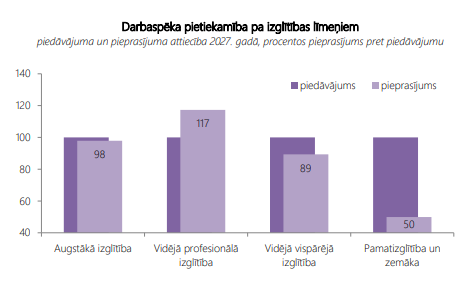 Darbaspēka pietiekamība pa izglītības līmeņiem
piedāvājuma un pieprasījuma attiecība 2027. gadā, procentos pieprasījums pret piedāvājumu
140
120
100
80
60
40
piedāvājums pieprasījums
98
117
89
50
Augstākā izglītība
Vidējā profesionālā
izglītība
Vidējā vispārējā
izglītība
Pamatizglītība un
zemāka